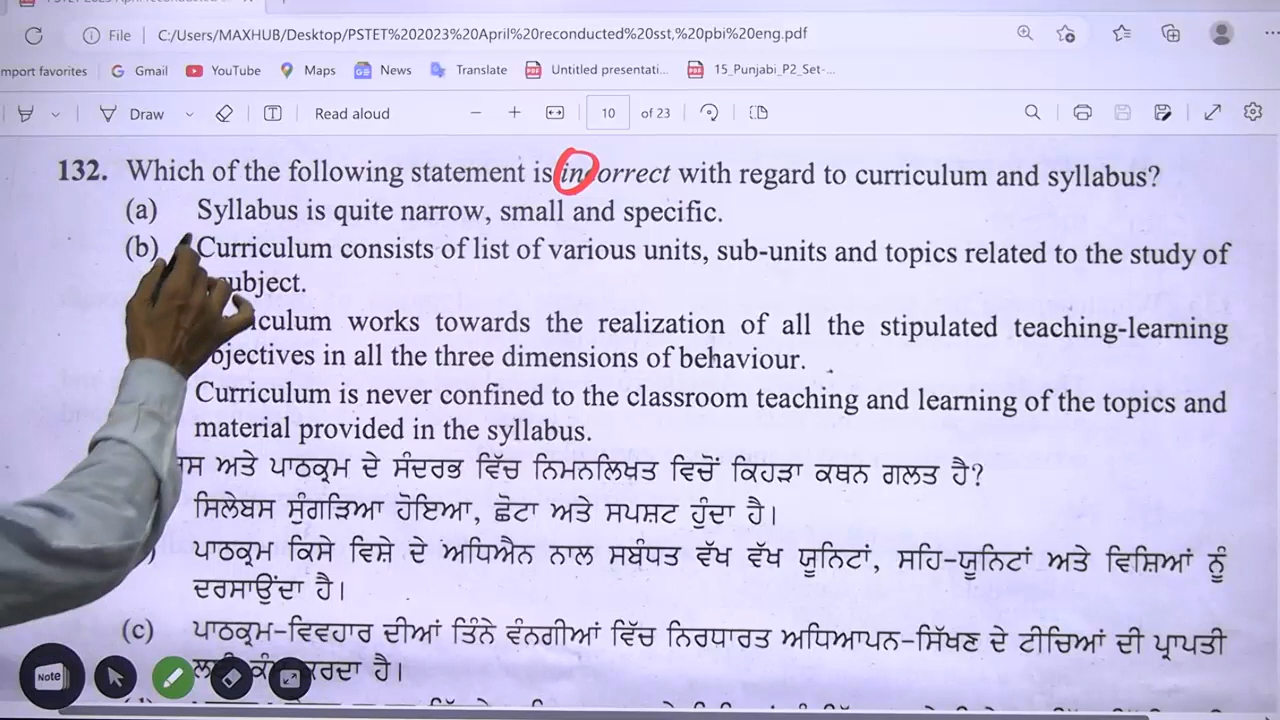 File C:/Users/MAXHUB/Desktop/PSTET%202023%20April%20reconducted%20sst,%20pbi%20eng.pdf
mport favorites Gmail YouTube Maps News Translate Untitled presentati... 15_Punjabi_P2_Set-...
Draw Read aloud 10 of 23
132. Which of the following statement is incorrect with regard to curriculum and syllabus?
(a) Syllabus is quite narrow, small and specific.
(b) Curriculum consists of list of various units, sub-units and topics related to the study of
ubject.
iculum works towards the realization of all the stipulated teaching-learning
bjectives in all the three dimensions of behaviour.
Curriculum is never confined to the classroom teaching and learning of the topics and
material provided in the syllabus.
ਸ ਅਤੇ ਪਾਠਕ੍ਰਮ ਦੇ ਸੰਦਰਭ ਵਿੱਚ ਨਿਮਨਲਿਖਤ ਵਿਚੋਂ ਕਿਹੜਾ ਕਥਨ ਗਲਤ ਹੈ?
ਸਿਲੇਬਸ ਸੁੰਗੜਿਆ ਹੋਇਆ, ਛੋਟਾ ਅਤੇ ਸਪਸ਼ਟ ਹੁੰਦਾ ਹੈ।
) ਪਾਠਕ੍ਰਮ ਕਿਸੇ ਵਿਸ਼ੇ ਦੇ ਅਧਿਐਨ ਨਾਲ ਸਬੰਧਤ ਵੱਖ ਵੱਖ ਯੂਨਿਟਾਂ, ਸਹਿ-ਯੂਨਿਟਾਂ ਅਤੇ ਵਿਸ਼ਿਆਂ ਨੂੰ
ਦਰਸਾਉਂਦਾ ਹੈ।
(c) ਪਾਠਕ੍ਰਮ-ਵਿਵਹਾਰ ਦੀਆਂ ਤਿੰਨੇ ਵੰਨਗੀਆਂ ਵਿੱਚ ਨਿਰਧਾਰਤ ਅਧਿਆਪਨ-ਸਿੱਖਣ ਦੇ ਟੀਚਿਆਂ ਦੀ ਪ੍ਰਾਪਤੀ
ਕਰਦਾ ਹੈ।
Note